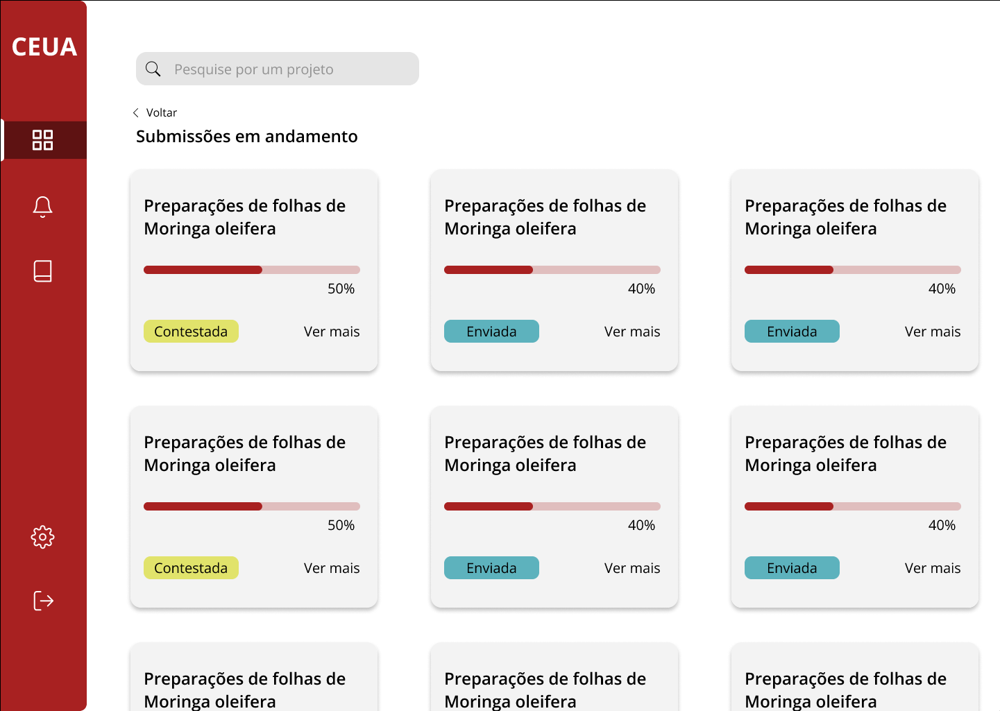 CEUA
Pesquise por um projeto
Voltar
Submissões em andamento
Preparações de folhas de
Moringa oleifera
50%
Contestada
Ver mais
Preparações de folhas de
Moringa oleifera
40%
Enviada
Ver mais
Preparações de folhas de
Moringa oleifera
40%
Enviada
Ver mais
Preparações de folhas de
Moringa oleifera
50%
Contestada
Ver mais
Preparações de folhas de
Moringa oleifera
40%
Enviada
Ver mais
Preparações de folhas de
Moringa oleifera
40%
Enviada
Ver mais
Preparações de folhas de
Moringa oleifera
Preparações de folhas de
Moringa oleifera
Preparações de folhas de
Moringa oleifera